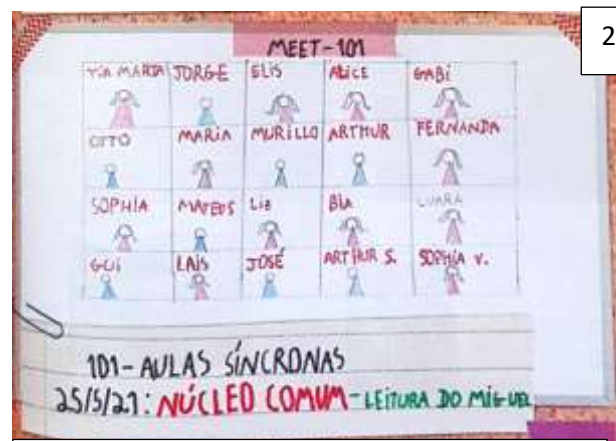 2
MEET-101
TIA MARTA JORGE ELIS ALICE GABI
OTTO MARIA MURILLO ARTHUR FERNANDA
SOPHIA MATEUS Liz BIA LUARA
GUI LAIS JOSÉ ARTHUR S. SOPHIA V.
101-AULAS SÍNCRONAS
25/5/21: NÚCLEO COMUM-LEITURA DO MIGUEL